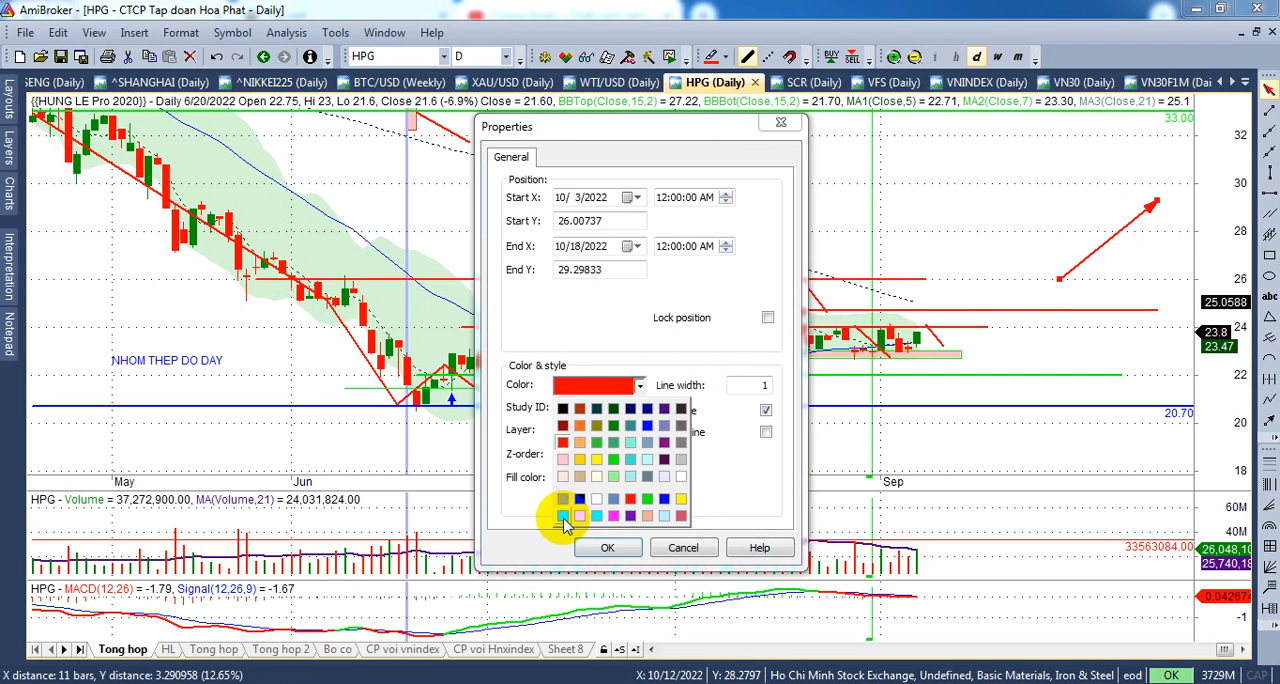 AmiBroker - [HPG - CTCP Tap doan Hoa Phat - Daily]
File Edit View Insert Format Symbol Analysis Tools Window Help
HPG D BUY SELL i h d w m
SENG (Daily) ^SHANGHAI (Daily) ^NIKKEI225 (Daily) BTC/USD (Weekly) XAU/USD (Daily) WTI/USD (Daily) HPG (Daily) SCR (Daily) VFS (Daily) VNINDEX (Daily) VN30 (Daily) VN30F1M (Dai
{{HUNG LE Pro 2020}} - Daily 6/20/2022 Open 22.75, Hi 23, Lo 21.6, Close 21.6 (-6.9%) Close = 21.60, BBTop(Close,15,2) = 27.22, BBBot(Close,15,2) = 21.70, MA1(Close,5) = 22.71, MA2(Close,7) = 23.30, MA3(Close,21) = 25.1
33.00
32
30
28
26
25.0588
24
23.8
23.47
22
20.70
18
Layouts
Layers
Charts
Interpretation
Notepad
abc
NHOM THEP DO DAY
Properties
General
Position:
Start X: 10/ 3/2022 12:00:00 AM
Start Y: 26.00737
End X: 10/18/2022 12:00:00 AM
End Y: 29.29833
Lock position
Color & style
Color: Line width: 1
Study ID:
Layer:
Z-order:
Fill color:
OK Cancel Help
May Jun Sep
HPG - Volume = 37,272,900.00, MA(Volume,21) = 24,031,824.00
60M
40M
33563084.00
26,048,10
25,740,18
HPG - MACD(12,26) = -1.79, Signal(12,26,9) = -1.67
0.042674
-1
Tong hop HL Tong hop Tong hop 2 Bo co CP voi vnindex CP voi Hnxindex Sheet 8
X distance: 11 bars, Y distance: 3.290958 (12.65%) X: 10/12/2022 Y: 28.2797 Ho Chi Minh Stock Exchange, Undefined, Basic Materials, Iron & Steel eod OK 3729M CAP